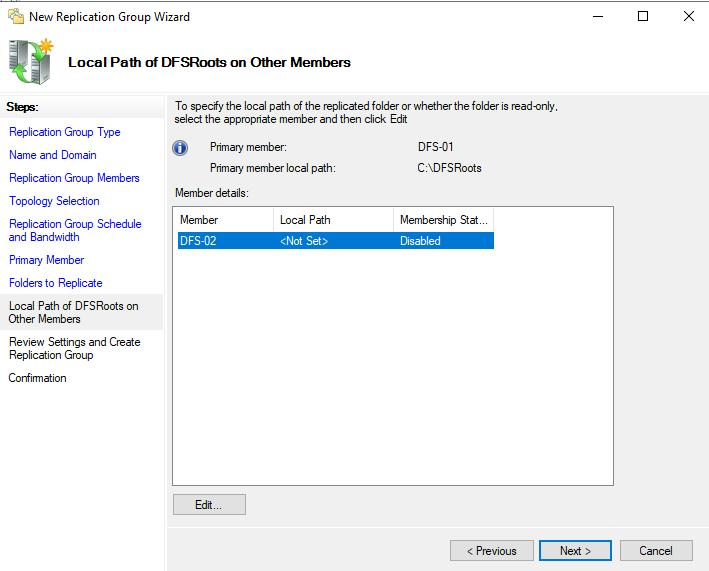 New Replication Group Wizard
Local Path of DFSRoots on Other Members
Steps:
Replication Group Type
Name and Domain
Replication Group Members
Topology Selection
Replication Group Schedule
and Bandwidth
Primary Member
Folders to Replicate
Local Path of DFSRoots on
Other Members
Review Settings and Create
Replication Group
Confirmation
To specify the local path of the replicated folder or whether the folder is read-only,
select the appropriate member and then click Edit
Primary member: DFS-01
Primary member local path: C:\DFSRoots
Member details:
Member Local Path Membership Stat...
DFS-02 <Not Set> Disabled
Edit...
< Previous Next > Cancel